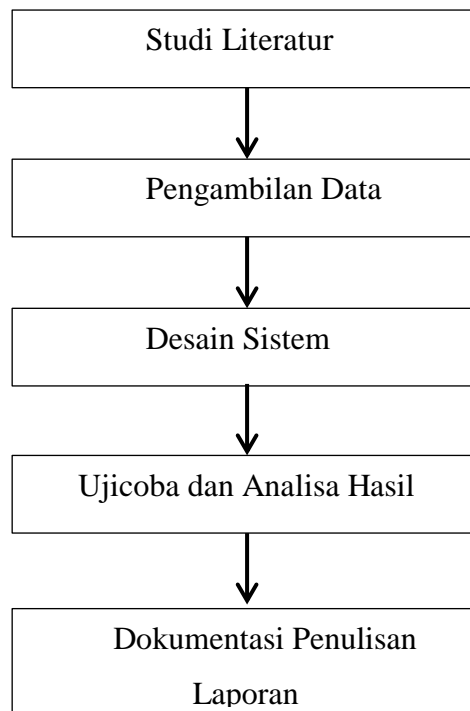 Studi Literatur
Pengambilan Data
Desain Sistem
Ujicoba dan Analisa Hasil
Dokumentasi Penulisan
Laporan